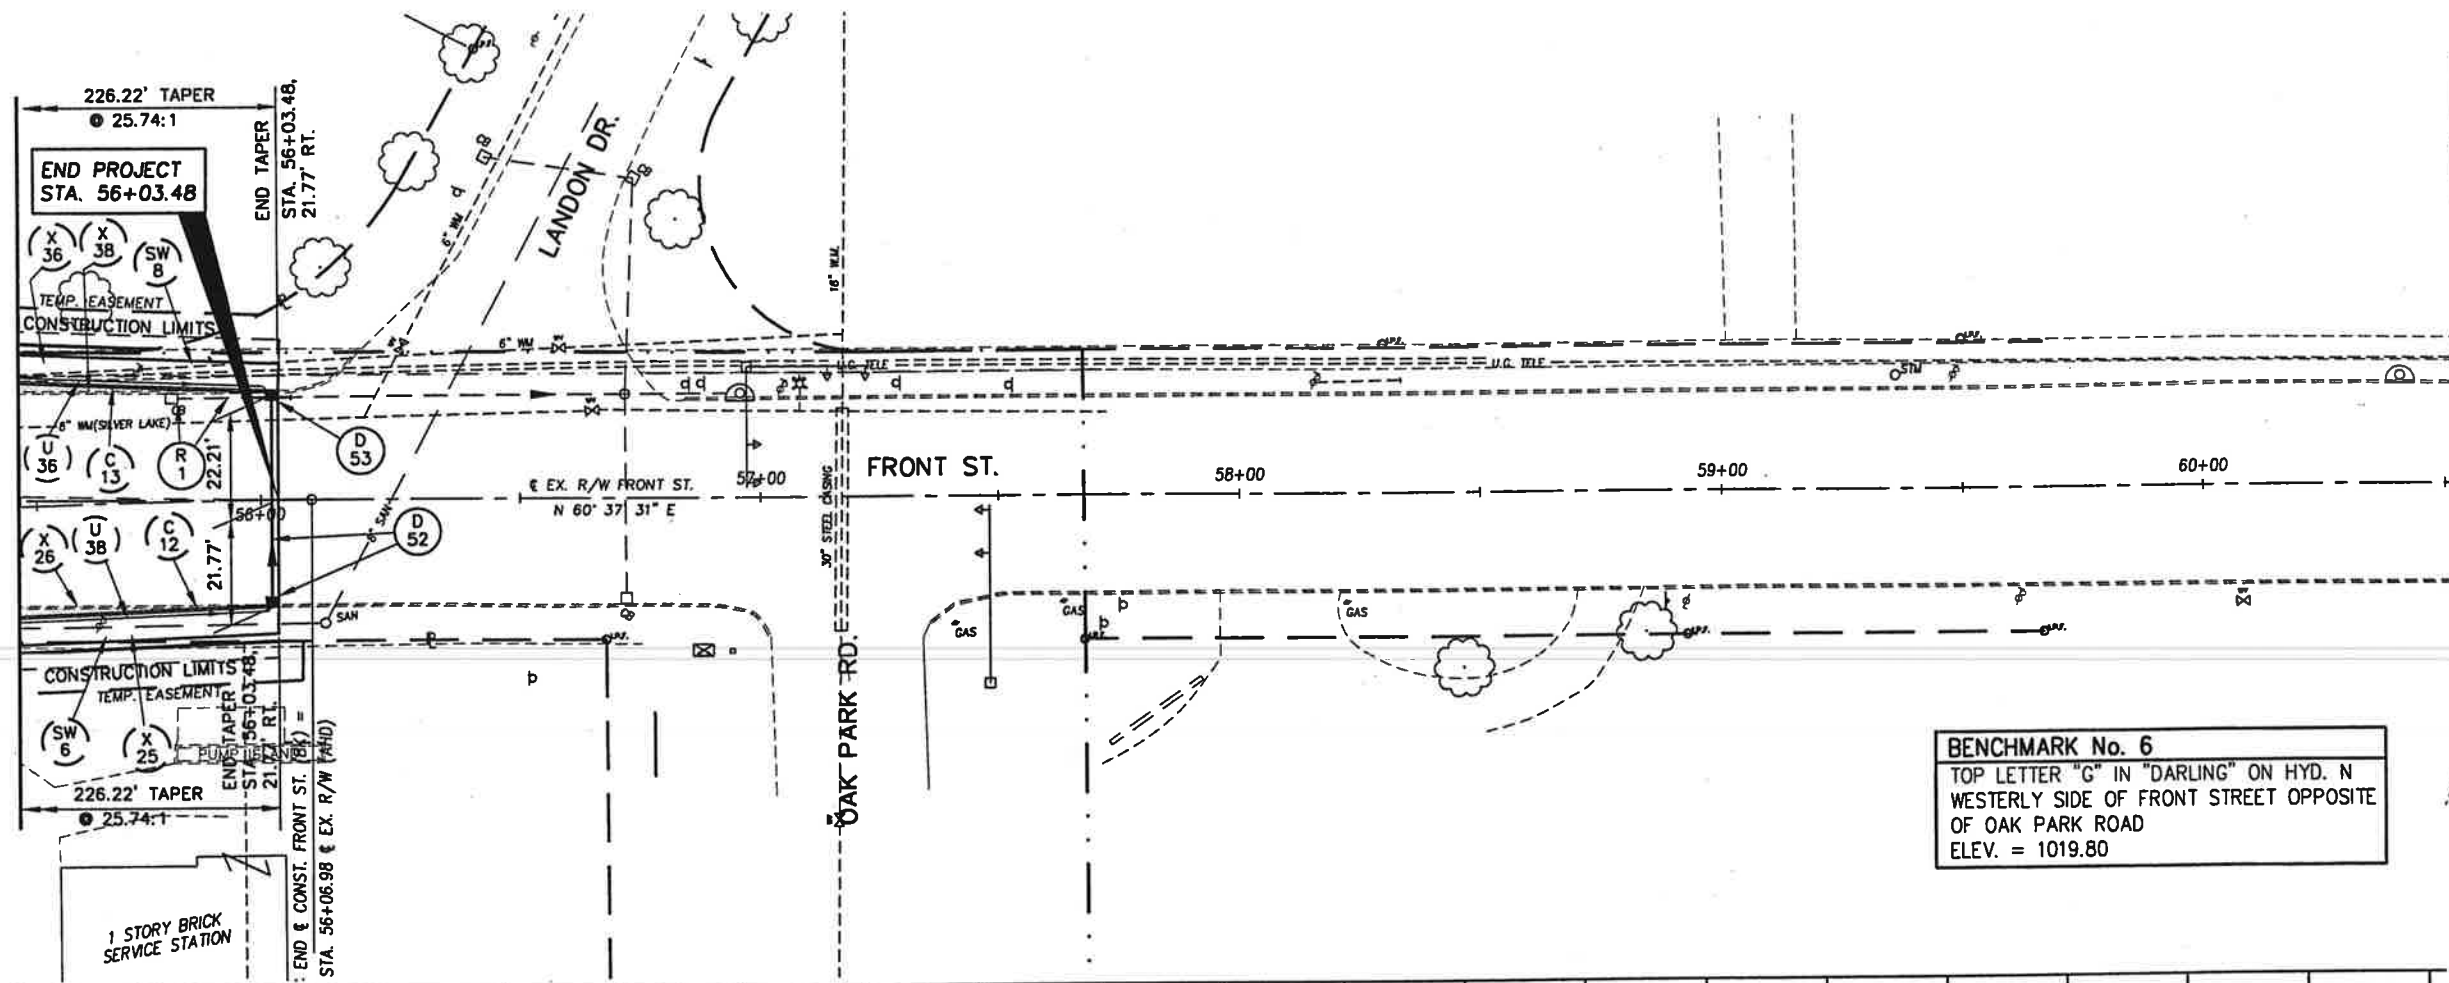 226.22' TAPER
@ 25.74:1
END TAPER
STA. 56+03.48,
21.77' RT.
END PROJECT
STA. 56+03.48
X
36
X
38
SW
8
TEMP. EASEMENT
CONSTRUCTION LIMITS
6" WM
LANDON DR.
6" WM
16" W.M.
U.G. TELE
U.G. TELE
STM
I.P.F.
I.P.F.
I.P.F.
8" WM(SILVER LAKE)
CB
CB
CB
CB
U
36
C
13
R
1
22.21'
D
53
FRONT ST.
56+00
57+00
58+00
59+00
60+00
℄ EX. R/W FRONT ST.
N 60° 37' 31" E
8" SAN
30" STEEL CASING
X
26
U
38
C
12
21.77'
D
52
SAN
GAS
GAS
GAS
I.P.F.
I.P.F.
I.P.F.
I.P.F.
CONSTRUCTION LIMITS
TEMP. EASEMENT
SW
6
X
25
END TAPER
STA. 56+03.48,
21.77' RT.
PUMP ISLAND
226.22' TAPER
@ 25.74:1
END ℄ CONST. FRONT ST. (BK) =
STA. 56+06.98 ℄ EX. R/W (AHD)
OAK PARK RD.
1 STORY BRICK
SERVICE STATION
BENCHMARK No. 6
TOP LETTER "G" IN "DARLING" ON HYD. N
WESTERLY SIDE OF FRONT STREET OPPOSITE
OF OAK PARK ROAD
ELEV. = 1019.80